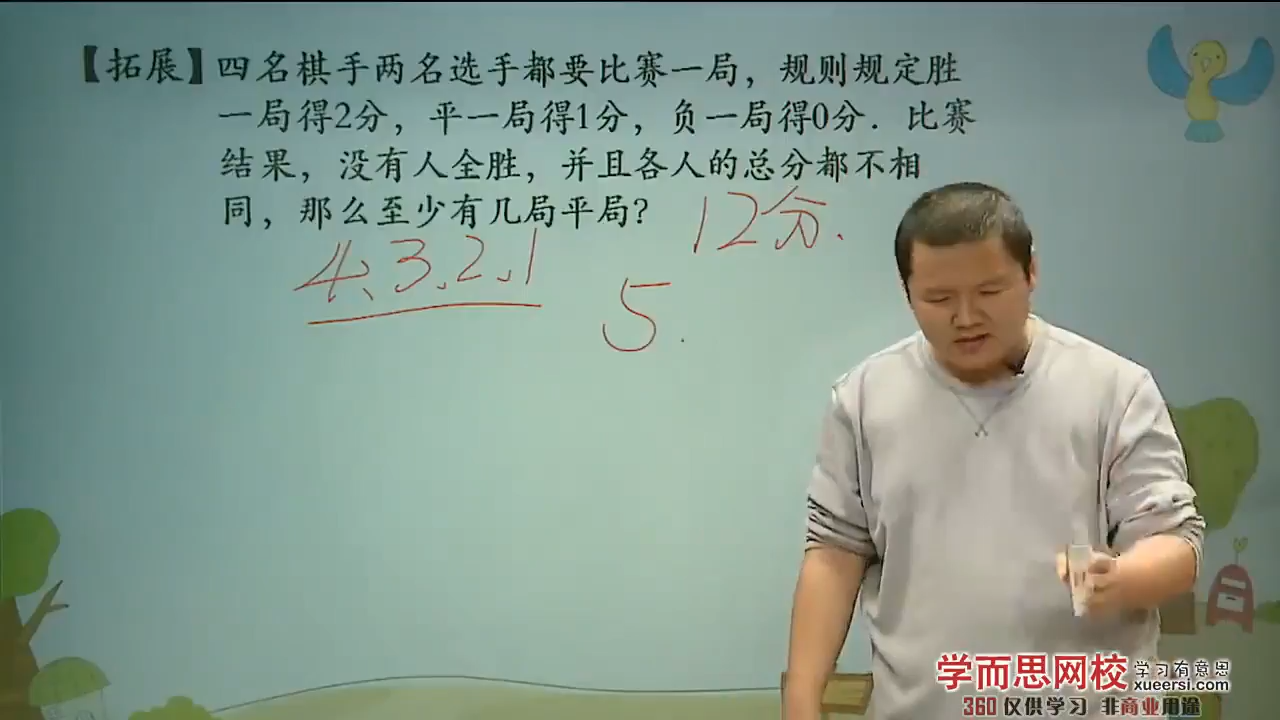 【拓展】四名棋手两名选手都要比赛一局，规则规定胜
一局得2分，平一局得1分，负一局得0分．比赛
结果，没有人全胜，并且各人的总分都不相
同，那么至少有几局平局？
12分.
4、3、2、1
5.
学而思网校 学习有意思
xueersi.com
360 仅供学习 非商业用途